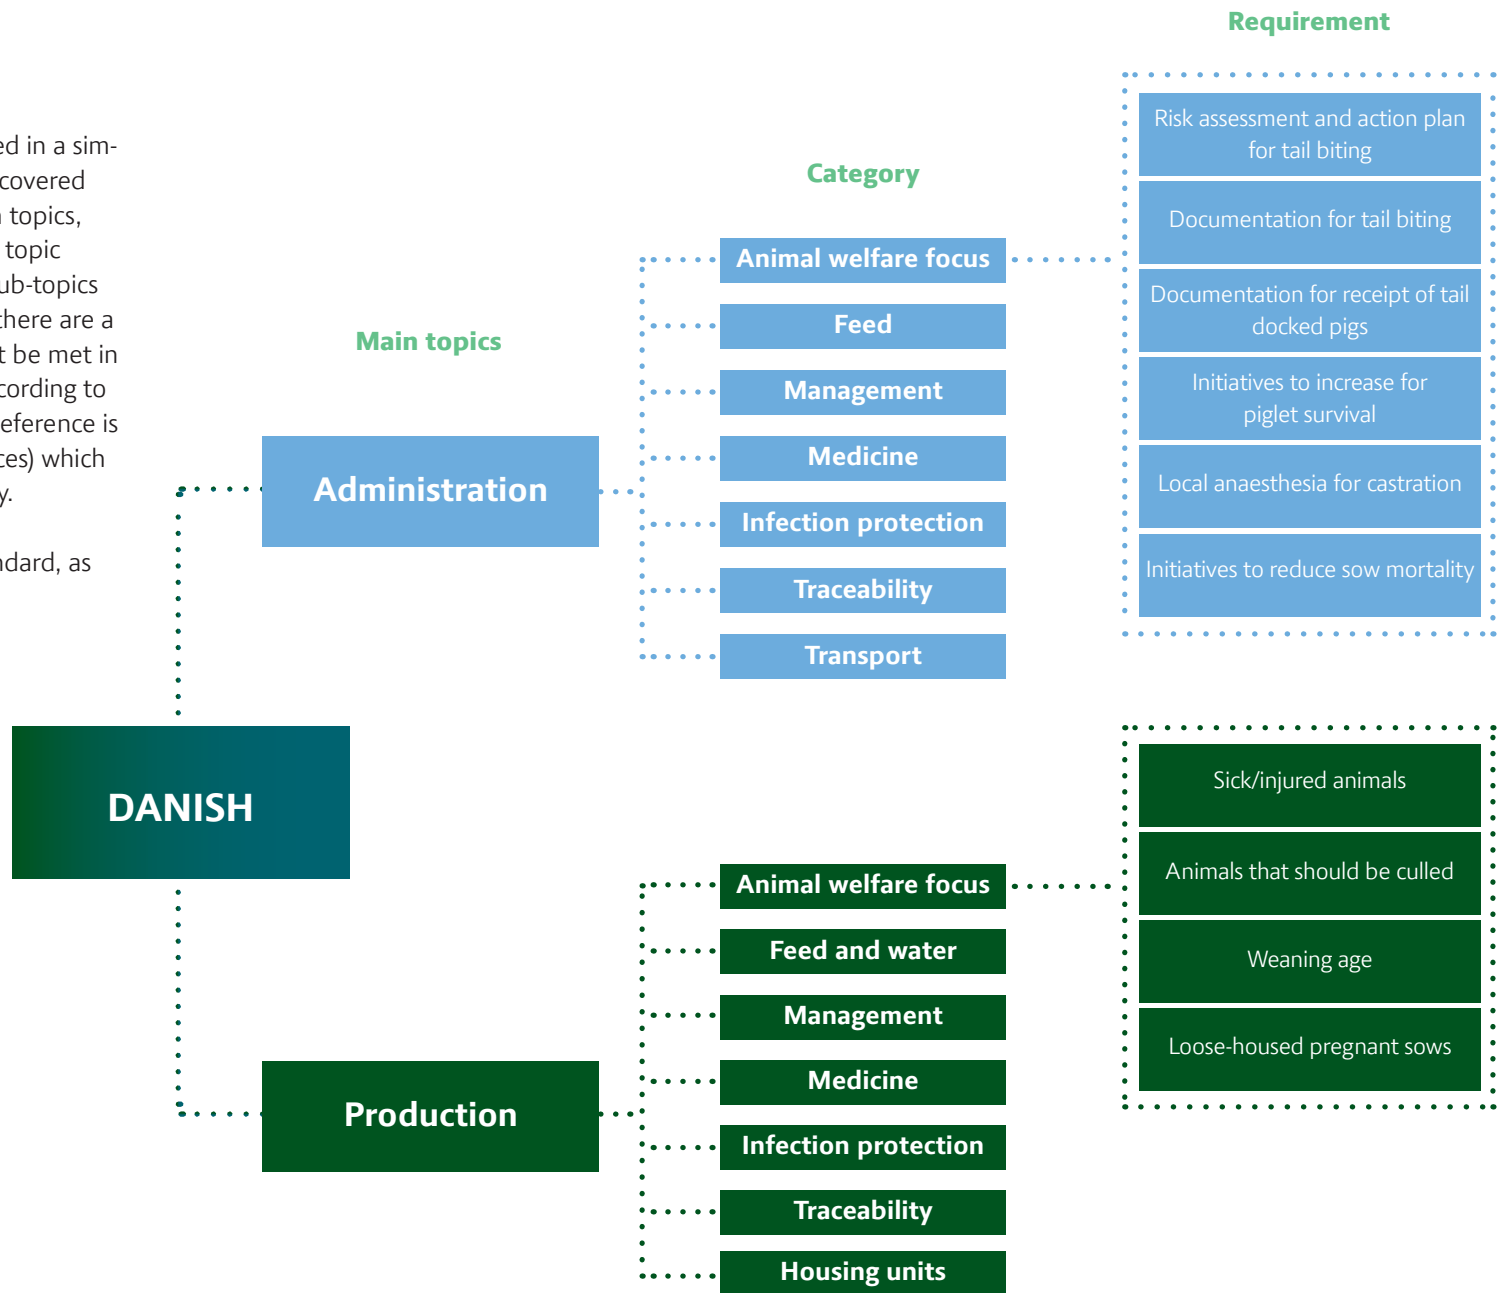 ed in a sim-
covered
topics,
topic
ub-topics
there are a
t be met in
cording to
eference is
ces) which
y.
ndard, as
DANISH
Main topics
Administration
Production
Category
Animal welfare focus
Feed
Management
Medicine
Infection protection
Traceability
Transport
Animal welfare focus
Feed and water
Management
Medicine
Infection protection
Traceability
Housing units
Requirement
Risk assessment and action plan
for tail biting
Documentation for tail biting
Documentation for receipt of tail
docked pigs
Initiatives to increase for
piglet survival
Local anaesthesia for castration
Initiatives to reduce sow mortality
Sick/injured animals
Animals that should be culled
Weaning age
Loose-housed pregnant sows